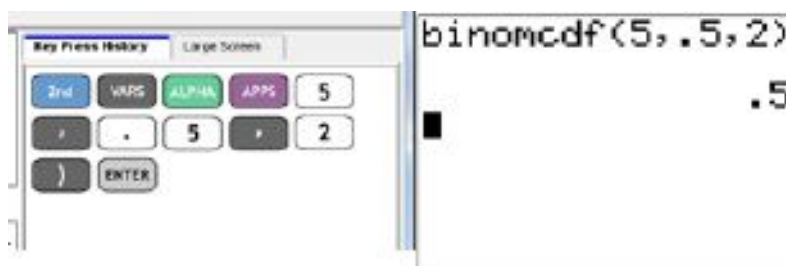 Key Press History Large Screen
2nd VARS ALPHA APPS 5
, . 5 , 2
) ENTER
binomcdf(5,.5,2)
.5